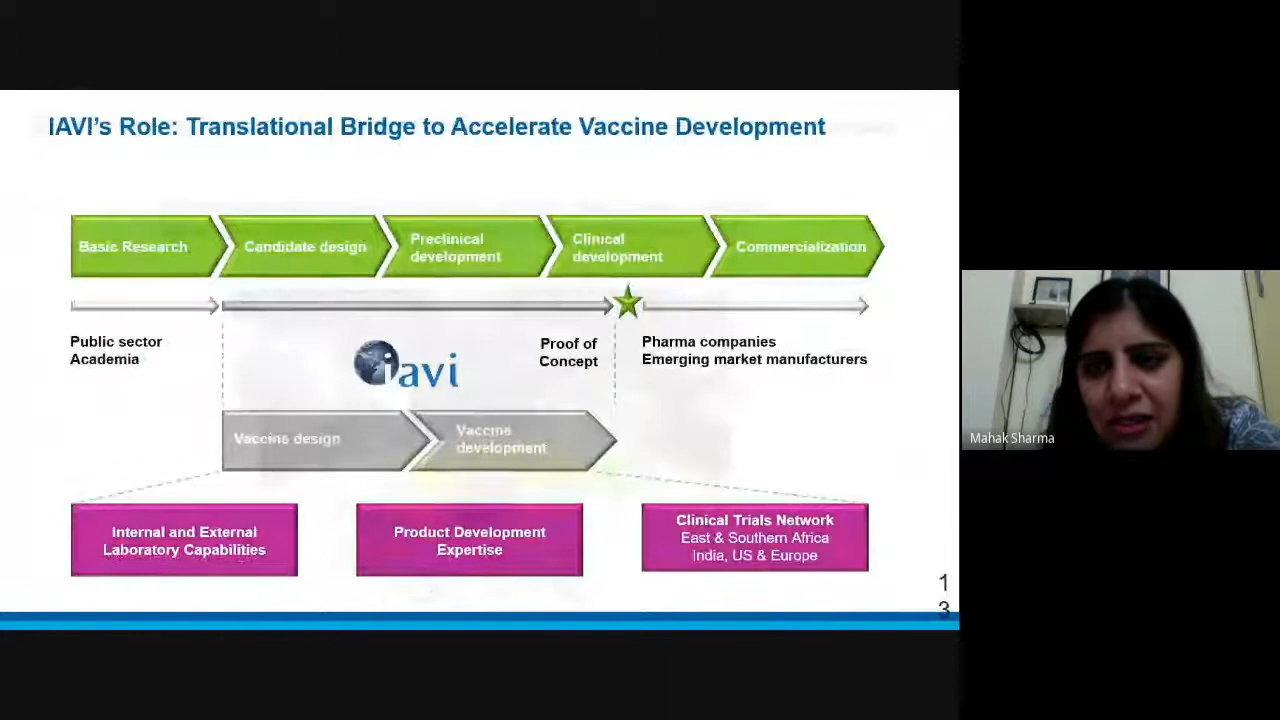 IAVI's Role: Translational Bridge to Accelerate Vaccine Development
Basic Research
Candidate design
Preclinical
development
Clinical
development
Commercialization
Public sector
Academia
iavi
Proof of
Concept
Pharma companies
Emerging market manufacturers
Vaccine design
Vaccine
development
Internal and External
Laboratory Capabilities
Product Development
Expertise
Clinical Trials Network
East & Southern Africa
India, US & Europe
1
3
Mahak Sharma